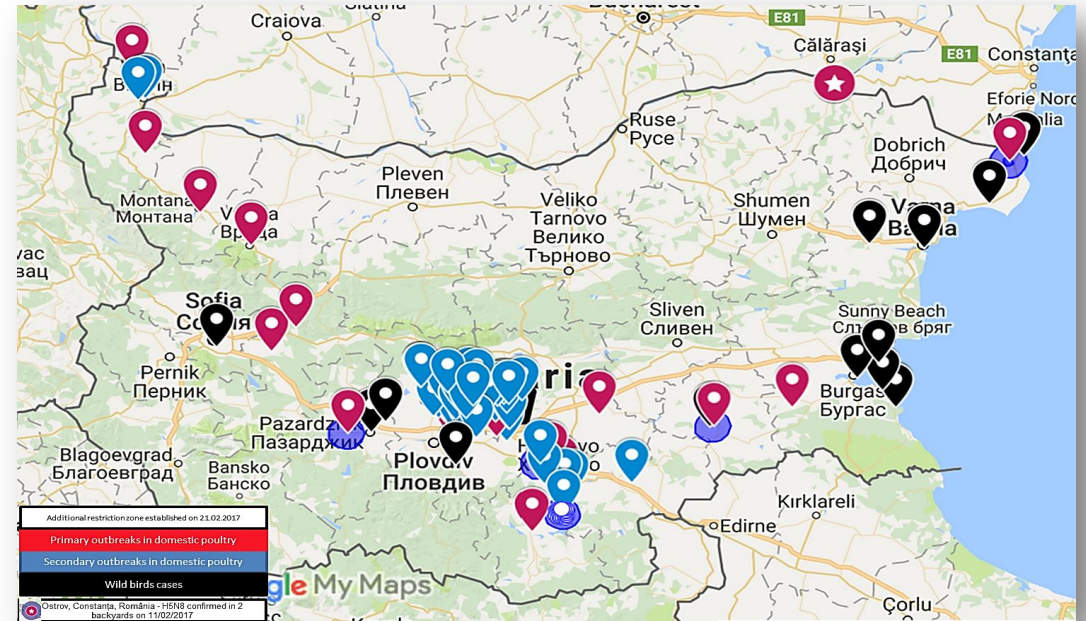 Craiova
E81
Călărași
E81
Constanța
Eforie Nord
Ruse
Русе
Dobrich
Добрич
Pleven
Плевен
Montana
Монтана
Veliko
Tarnovo
Велико
Търново
Shumen
Шумен
Varna
Sofia
Sliven
Сливен
Sunny Beach
Pernik
Перник
Burgas
Бургас
Пазарджик
Blagoevgrad
Благоевград
Bansko
Банско
Plovdiv
Пловдив
Kırklareli
Edirne
Çorlu
Additional restriction zone established on 21.02.2017
Primary outbreaks in domestic poultry
Secondary outbreaks in domestic poultry
Wild birds cases
Ostrov, Constanța, România - H5N8 confirmed in 2
backyards on 11/02/2017
gle My Maps